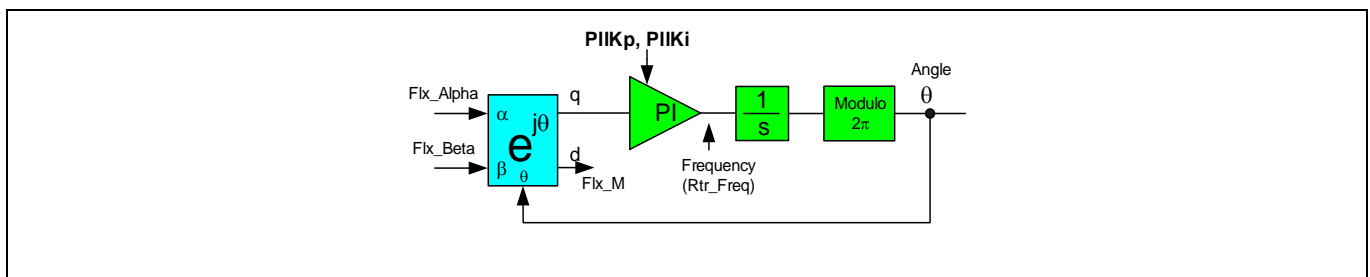 PllKp, PllKi
Angle
θ
Flx_Alpha
α
q
PI
1
s
Modulo
2π
Flx_Beta
β
e
jθ
θ
d
Flx_M
Frequency
(Rtr_Freq)